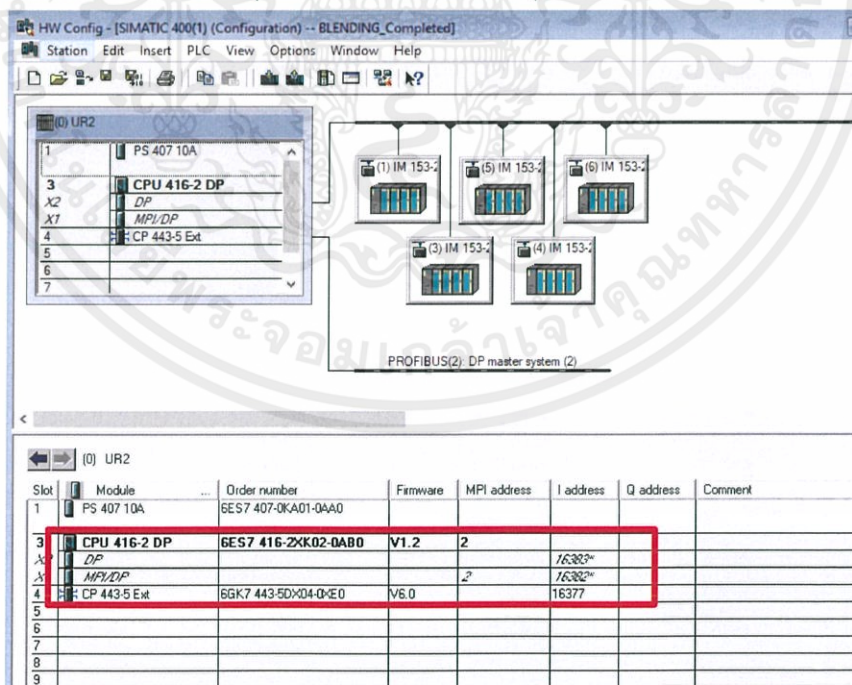 HW Config - [SIMATIC 400(1) (Configuration) -- BLENDING_Completed]
Station Edit Insert PLC View Options Window Help
(0) UR2
1 PS 407 10A
3 CPU 416-2 DP
X2 DP
X1 MPI/DP
4 CP 443-5 Ext
5
6
7
(1) IM 153-2
(5) IM 153-2
(6) IM 153-2
(3) IM 153-2
(4) IM 153-2
PROFIBUS(2): DP master system (2)
(0) UR2
Slot Module ... Order number Firmware MPI address I address Q address Comment
1 PS 407 10A 6ES7 407-0KA01-0AA0
3 CPU 416-2 DP 6ES7 416-2XK02-0AB0 V1.2 2
X2 DP 16383*
X1 MPI/DP 2 16382*
4 CP 443-5 Ext 6GK7 443-5DX04-0XE0 V6.0 16377
5
6
7
8
9